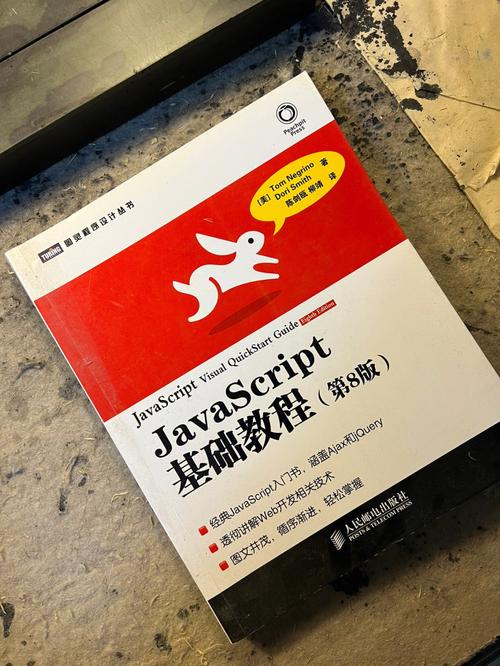 Peachpit
Press
TURING 图灵程序设计丛书
[美] Tom Negrino 著
Dori Smith
陈剑瓯 柳靖 译
JavaScript Visual QuickStart Guide Eighth Edition
JavaScript
基础教程(第8版)
经典JavaScript入门书,涵盖Ajax和jQuery
透彻讲解Web开发相关技术
图文并茂,循序渐进,轻松掌握
人民邮电出版社
POSTS & TELECOM PRESS